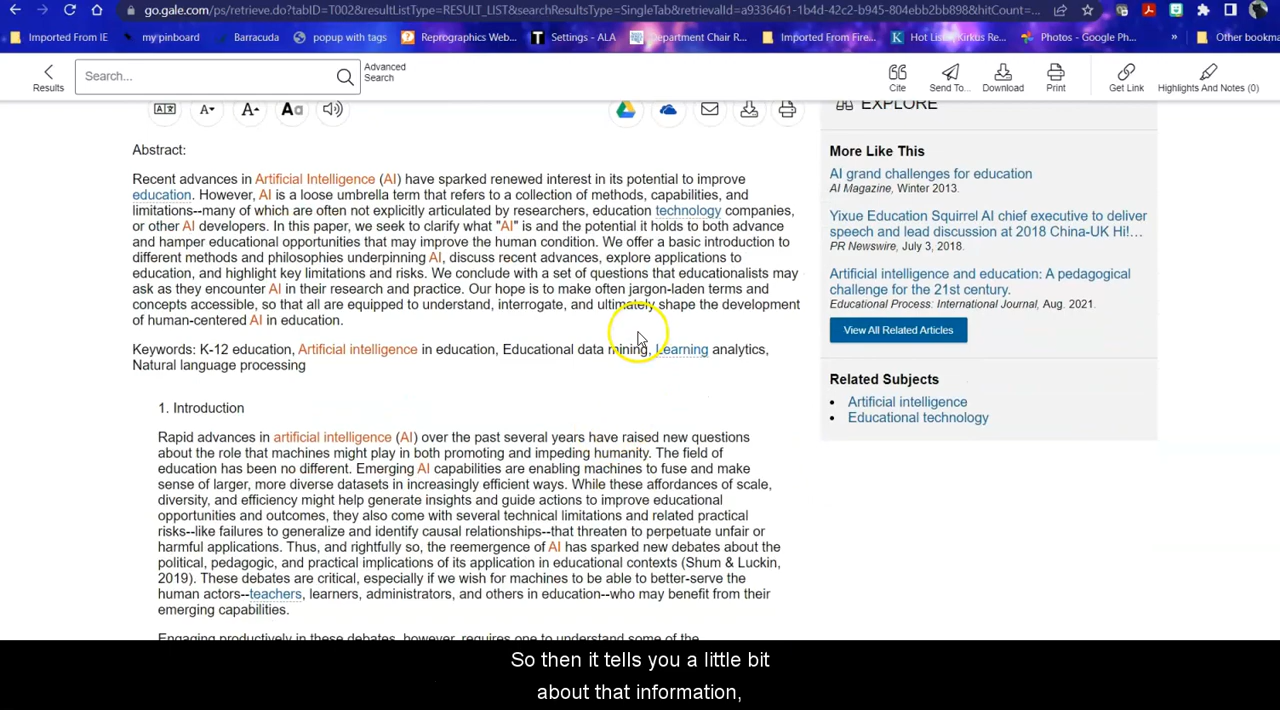 go.gale.com/ps/retrieve.do?tabID=T002&resultListType=RESULT_LIST&searchResultsType=SingleTab&retrievalId=a9336461-1b4d-42c2-b945-804ebb2bb898&hitCount=...
Imported From IE my pinboard Barracuda popup with tags Reprographics Web... Settings - ALA Department Chair R... Imported From Fire... Hot List | Kirkus Re... Photos - Google Ph... » Other bookma
Results Search... Advanced Search Cite Send To... Download Print Get Link Highlights And Notes (0)
A- A+ Aa
EXPLORE
Abstract:
Recent advances in Artificial Intelligence (AI) have sparked renewed interest in its potential to improve
education. However, AI is a loose umbrella term that refers to a collection of methods, capabilities, and
limitations--many of which are often not explicitly articulated by researchers, education technology companies,
or other AI developers. In this paper, we seek to clarify what "AI" is and the potential it holds to both advance
and hamper educational opportunities that may improve the human condition. We offer a basic introduction to
different methods and philosophies underpinning AI, discuss recent advances, explore applications to
education, and highlight key limitations and risks. We conclude with a set of questions that educationalists may
ask as they encounter AI in their research and practice. Our hope is to make often jargon-laden terms and
concepts accessible, so that all are equipped to understand, interrogate, and ultimately shape the development
of human-centered AI in education.
Keywords: K-12 education, Artificial intelligence in education, Educational data mining, Learning analytics,
Natural language processing
1. Introduction
Rapid advances in artificial intelligence (AI) over the past several years have raised new questions
about the role that machines might play in both promoting and impeding humanity. The field of
education has been no different. Emerging AI capabilities are enabling machines to fuse and make
sense of larger, more diverse datasets in increasingly efficient ways. While these affordances of scale,
diversity, and efficiency might help generate insights and guide actions to improve educational
opportunities and outcomes, they also come with several technical limitations and related practical
risks--like failures to generalize and identify causal relationships--that threaten to perpetuate unfair or
harmful applications. Thus, and rightfully so, the reemergence of AI has sparked new debates about the
political, pedagogic, and practical implications of its application in educational contexts (Shum & Luckin,
2019). These debates are critical, especially if we wish for machines to be able to better-serve the
human actors--teachers, learners, administrators, and others in education--who may benefit from their
emerging capabilities.
Engaging productively in these debates, however, requires one to understand some of the
More Like This
AI grand challenges for education
AI Magazine, Winter 2013.
Yixue Education Squirrel AI chief executive to deliver
speech and lead discussion at 2018 China-UK Hi!...
PR Newswire, July 3, 2018.
Artificial intelligence and education: A pedagogical
challenge for the 21st century.
Educational Process: International Journal, Aug. 2021.
View All Related Articles
Related Subjects
Artificial intelligence
Educational technology
So then it tells you a little bit
about that information,